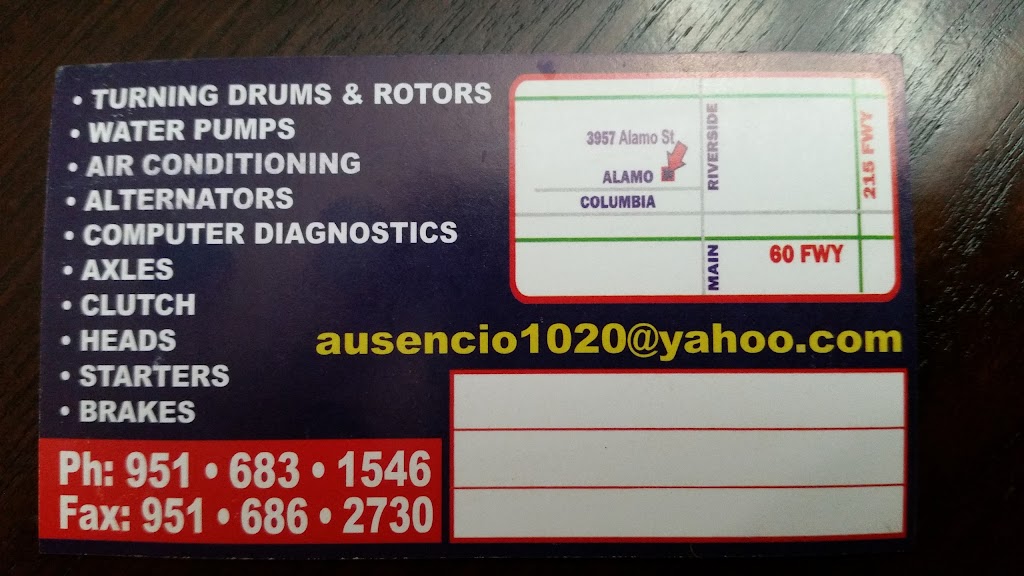 • TURNING DRUMS & ROTORS
• WATER PUMPS
• AIR CONDITIONING
• ALTERNATORS
• COMPUTER DIAGNOSTICS
• AXLES
• CLUTCH
• HEADS
• STARTERS
• BRAKES
3957 Alamo St
ALAMO
COLUMBIA
RIVERSIDE
MAIN
215 FWY
60 FWY
ausencio1020@yahoo.com
Ph: 951 • 683 • 1546
Fax: 951 • 686 • 2730